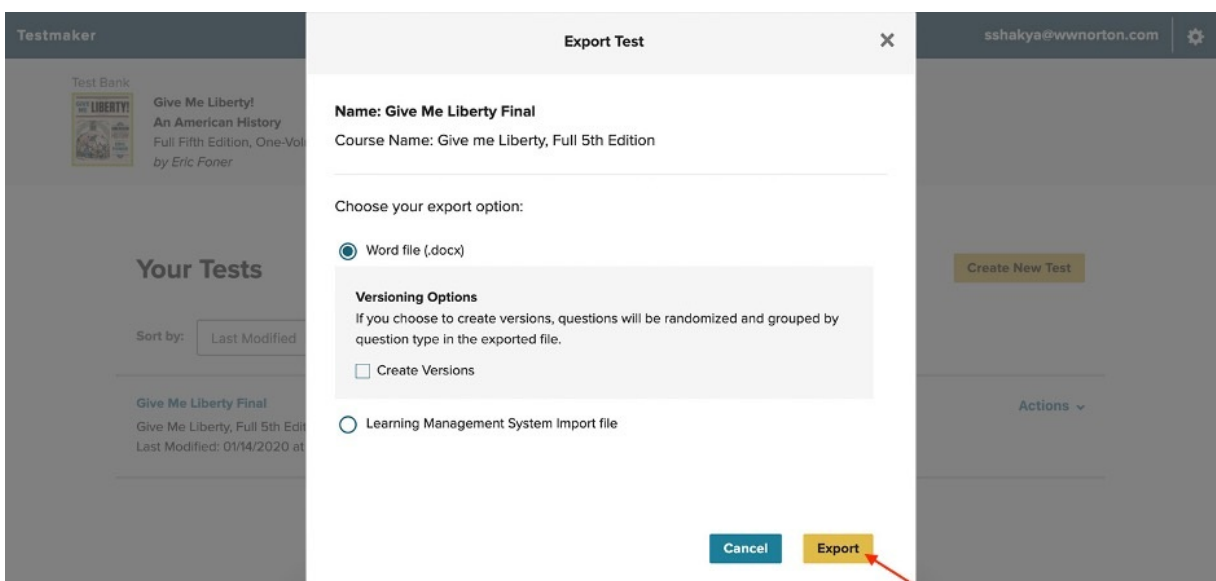 Testmaker
Export Test
sshakya@wwnorton.com
Test Bank
LIBERTY!
Give Me Liberty!
An American History
Full Fifth Edition, One-Vol
by Eric Foner
Name: Give Me Liberty Final
Course Name: Give me Liberty, Full 5th Edition
Choose your export option:
Word file (.docx)
Your Tests
Create New Test
Versioning Options
If you choose to create versions, questions will be randomized and grouped by
question type in the exported file.
Sort by:
Last Modified
Create Versions
Give Me Liberty Final
Give Me Liberty, Full 5th Edit
Last Modified: 01/14/2020 at
Actions
Learning Management System Import file
Cancel
Export